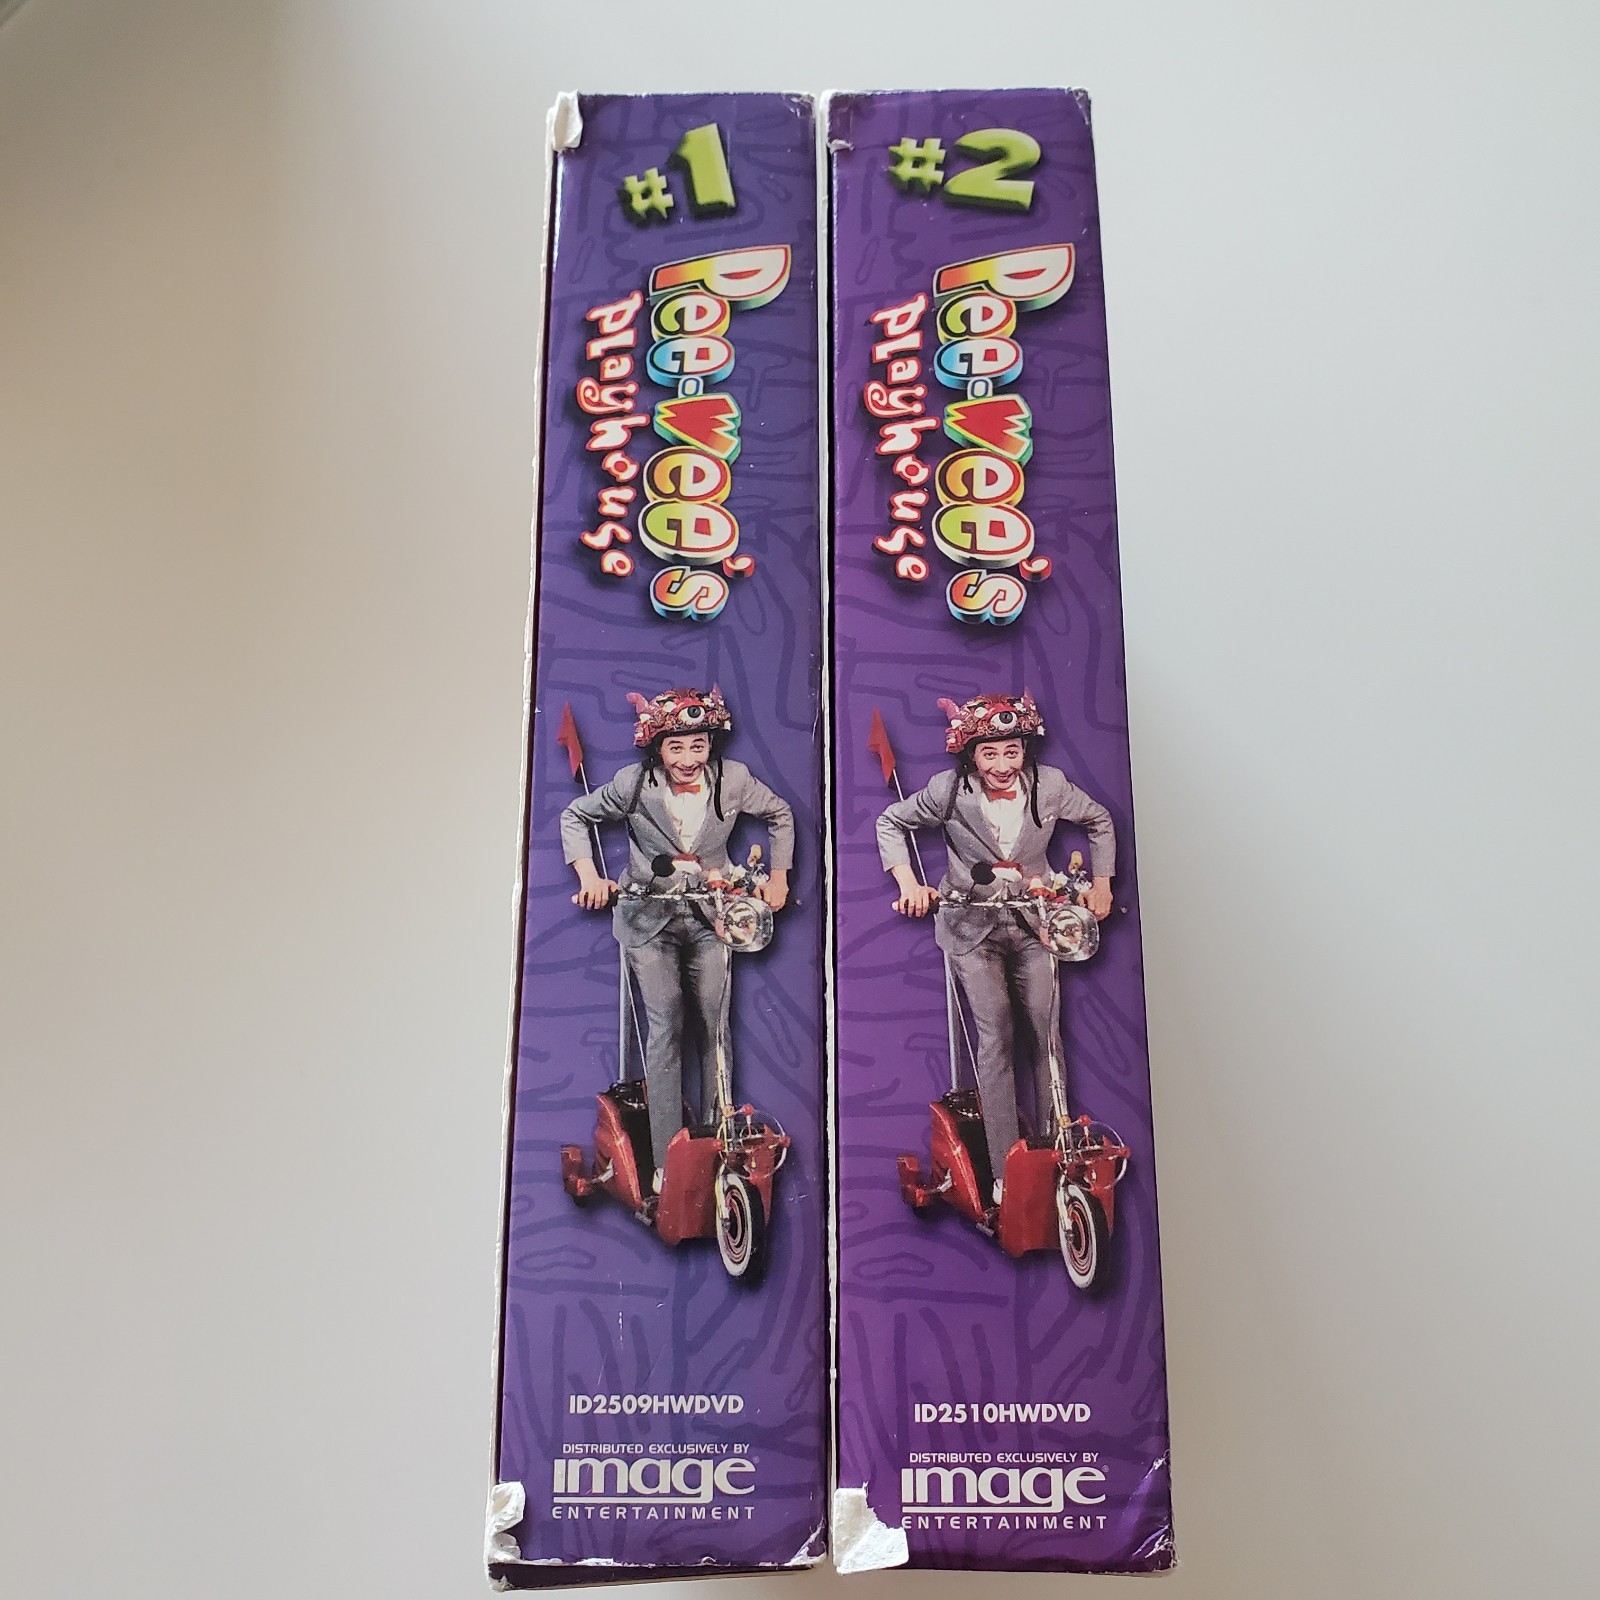 #1
Pee-Wee's
Playhouse
ID2509HWDVD
DISTRIBUTED EXCLUSIVELY BY
image®
ENTERTAINMENT
#2
Pee-Wee's
Playhouse
ID2510HWDVD
DISTRIBUTED EXCLUSIVELY BY
image®
ENTERTAINMENT